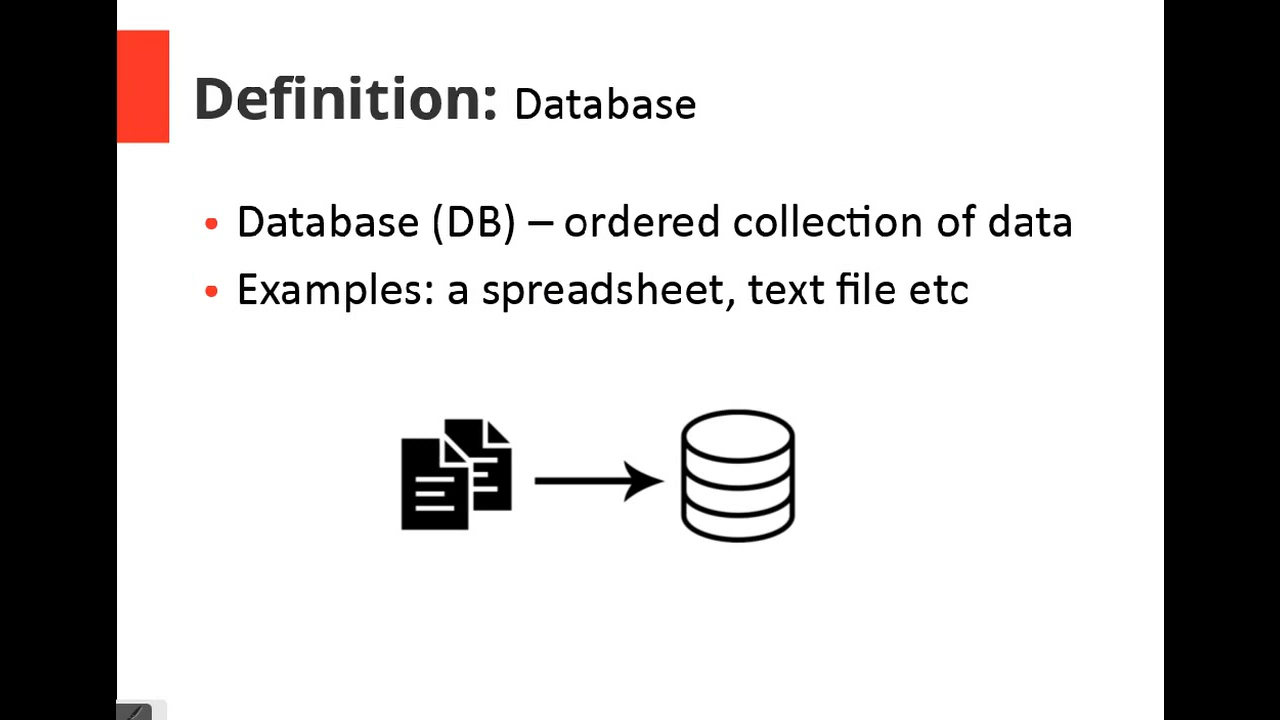 Definition: Database
Database (DB) – ordered collection of data
Examples: a spreadsheet, text file etc